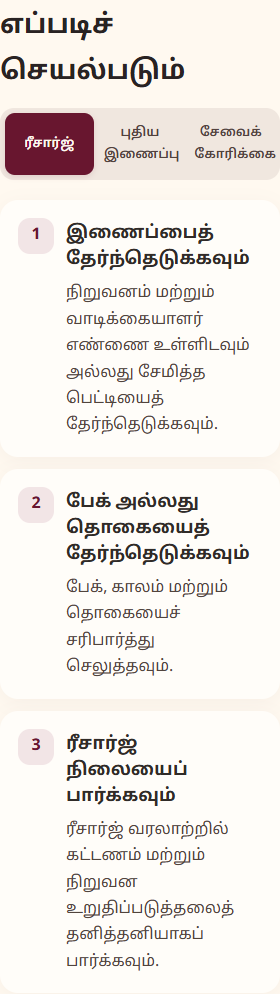 எப்படிச்
செயல்படும்
ரீசார்ஜ்
புதிய
இணைப்பு
சேவைக்
கோரிக்கை
1
இணைப்பைத்
தேர்ந்தெடுக்கவும்
நிறுவனம் மற்றும்
வாடிக்கையாளர்
எண்ணை உள்ளிடவும்
அல்லது சேமித்த
பெட்டியைத்
தேர்ந்தெடுக்கவும்.
2
பேக் அல்லது
தொகையைத்
தேர்ந்தெடுக்கவும்
பேக், காலம் மற்றும்
தொகையைச்
சரிபார்த்து
செலுத்தவும்.
3
ரீசார்ஜ்
நிலையைப்
பார்க்கவும்
ரீசார்ஜ் வரலாற்றில்
கட்டணம் மற்றும்
நிறுவன
உறுதிப்படுத்தலைத்
தனித்தனியாகப்
பார்க்கவும்.